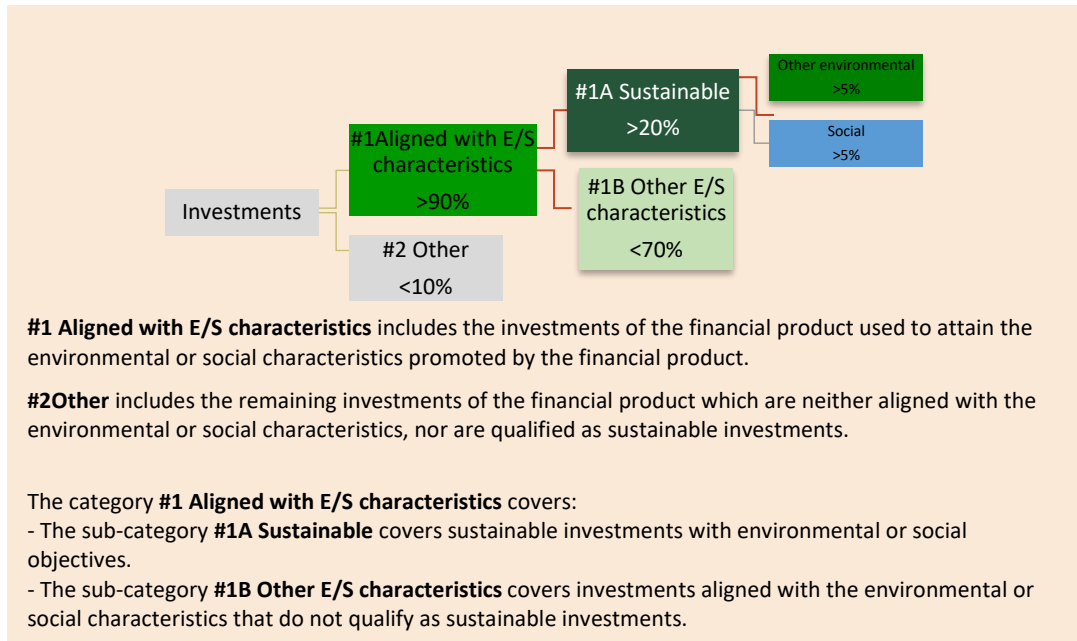 Other environmental
>5%
#1A Sustainable
>20%
Social
>5%
#1Aligned with E/S
characteristics
>90%
#1B Other E/S
characteristics
<70%
Investments
#2 Other
<10%
#1 Aligned with E/S characteristics includes the investments of the financial product used to attain the
environmental or social characteristics promoted by the financial product.
#2Other includes the remaining investments of the financial product which are neither aligned with the
environmental or social characteristics, nor are qualified as sustainable investments.
The category #1 Aligned with E/S characteristics covers:
- The sub-category #1A Sustainable covers sustainable investments with environmental or social
objectives.
- The sub-category #1B Other E/S characteristics covers investments aligned with the environmental or
social characteristics that do not qualify as sustainable investments.